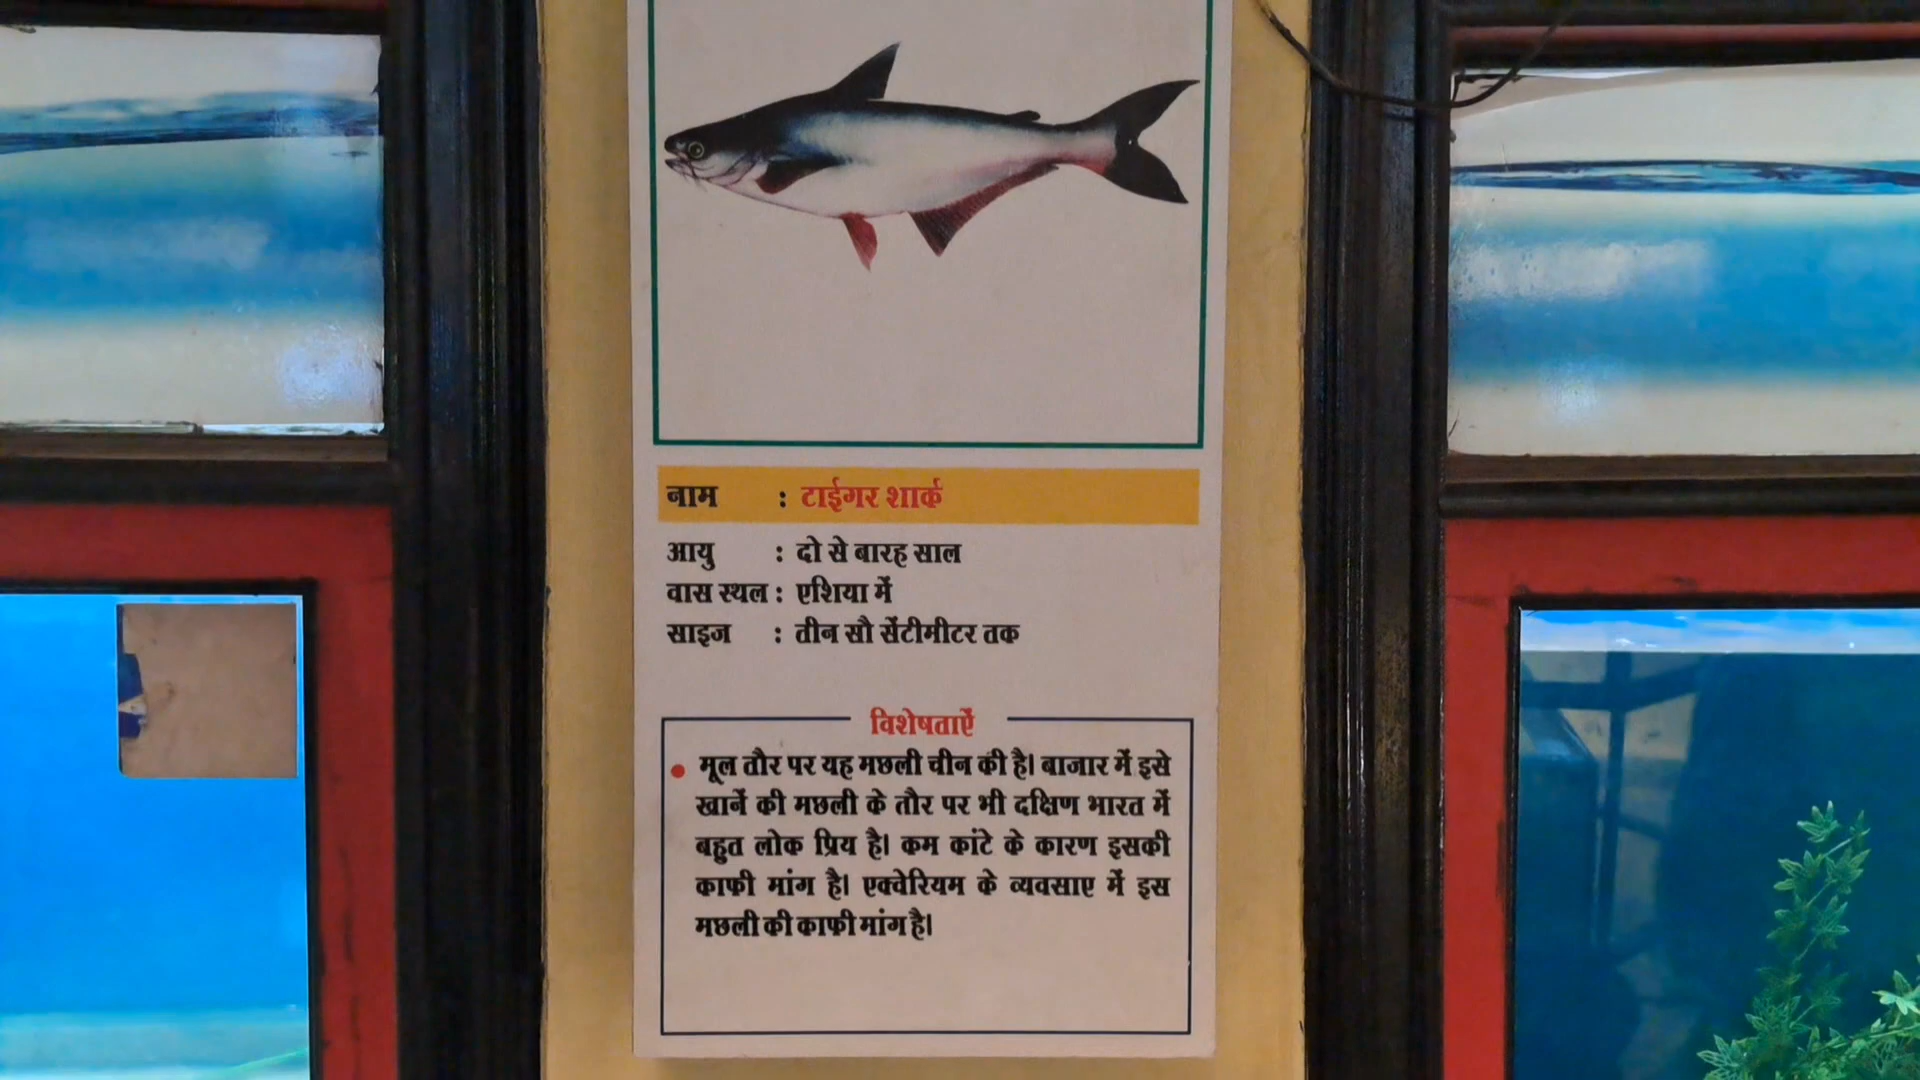 नाम : टाईगर शार्क
आयु : दो से बारह साल
वास स्थल : एशिया में
साइज : तीन सौ सेंटीमीटर तक
विशेषताऐं
• मूल तौर पर यह मछली चीन की है। बाजार में इसे
खानें की मछली के तौर पर भी दक्षिण भारत में
बहुत लोक प्रिय है। कम कांटे के कारण इसकी
काफी मांग है। एक्वेरियम के व्यवसाए में इस
मछली की काफी मांग है।